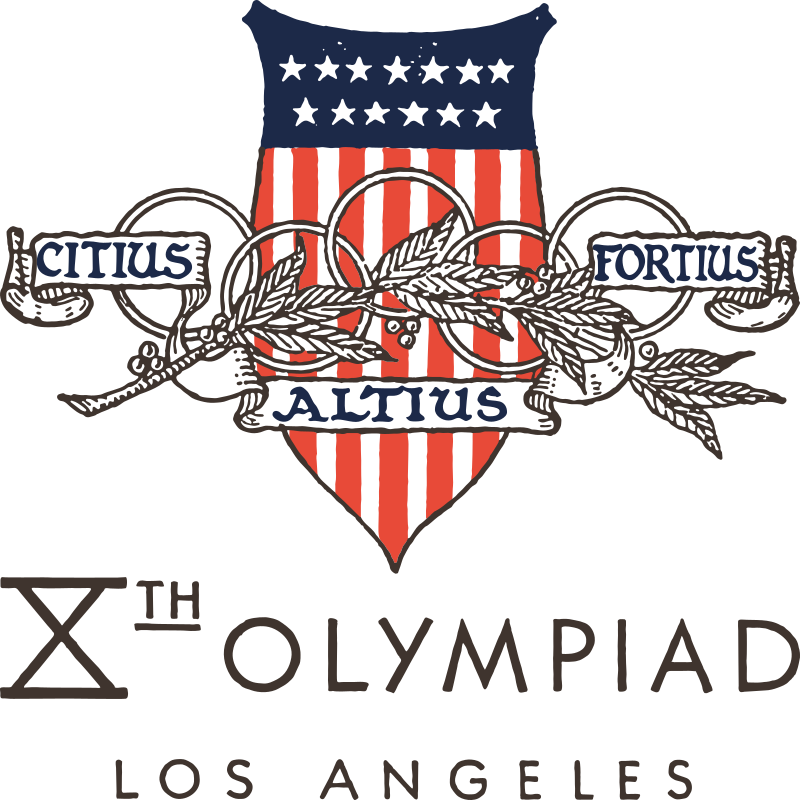 CITIUS
FORTIUS
ALTIUS
XTH OLYMPIAD
LOS ANGELES